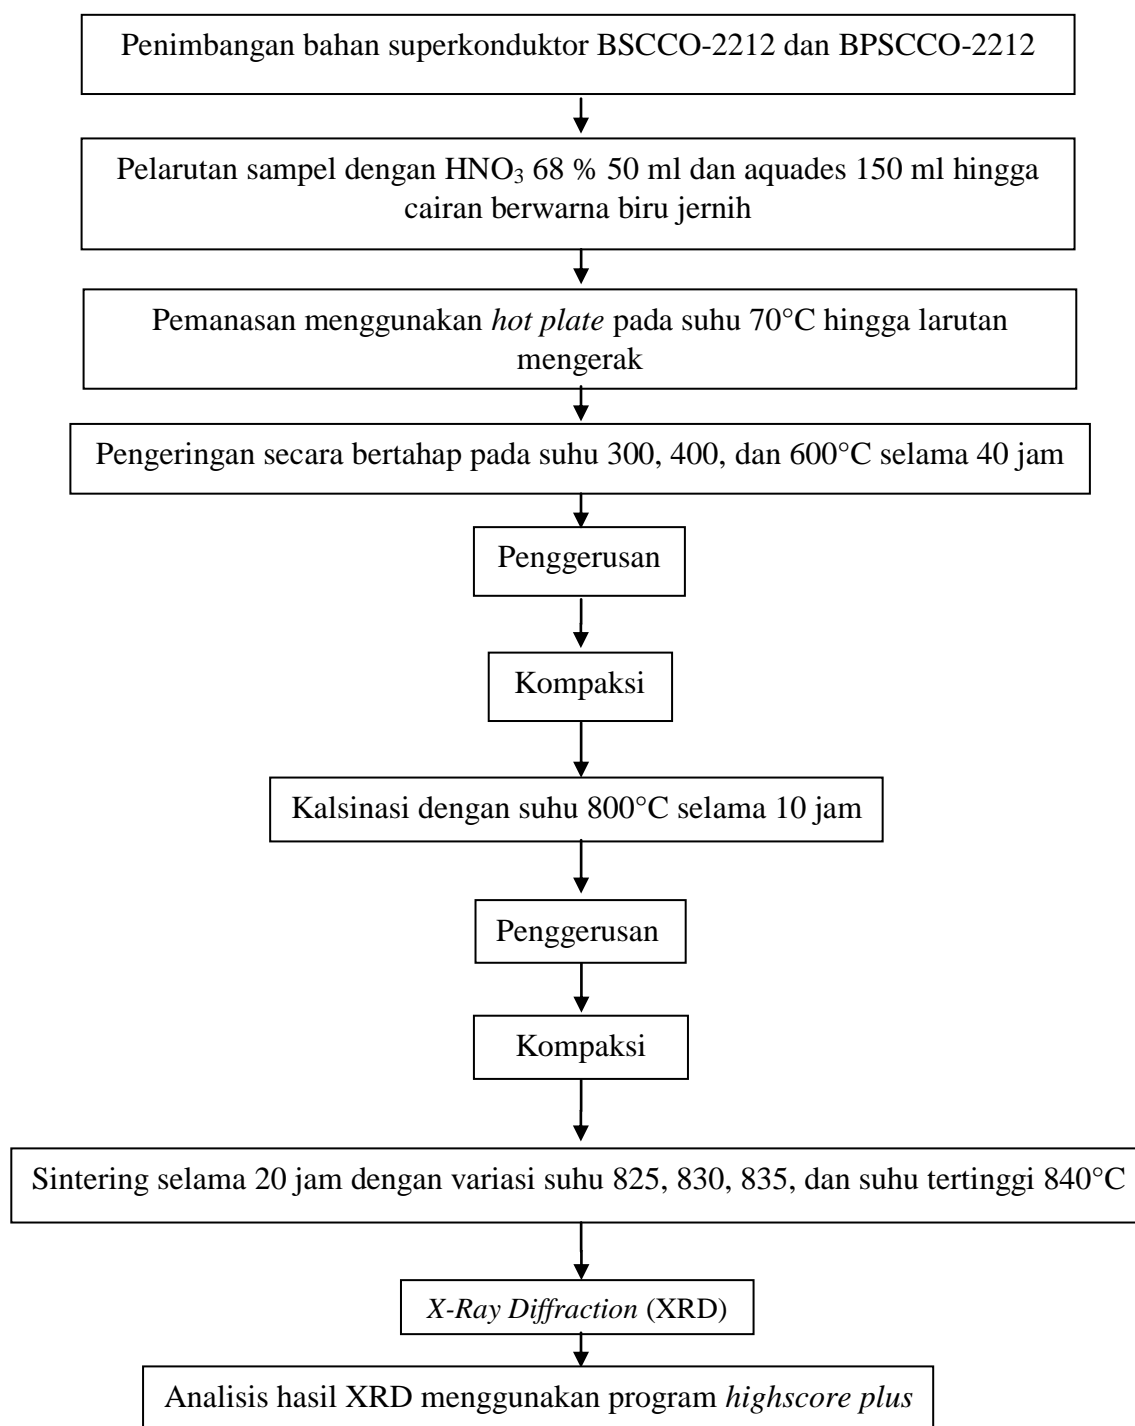 Penimbangan bahan superkonduktor BSCCO-2212 dan BPSCCO-2212
Pelarutan sampel dengan HNO₃ 68 % 50 ml dan aquades 150 ml hingga
cairan berwarna biru jernih
Pemanasan menggunakan hot plate pada suhu 70°C hingga larutan
mengerak
Pengeringan secara bertahap pada suhu 300, 400, dan 600°C selama 40 jam
Penggerusan
Kompaksi
Kalsinasi dengan suhu 800°C selama 10 jam
Penggerusan
Kompaksi
Sintering selama 20 jam dengan variasi suhu 825, 830, 835, dan suhu tertinggi 840°C
X-Ray Diffraction (XRD)
Analisis hasil XRD menggunakan program highscore plus